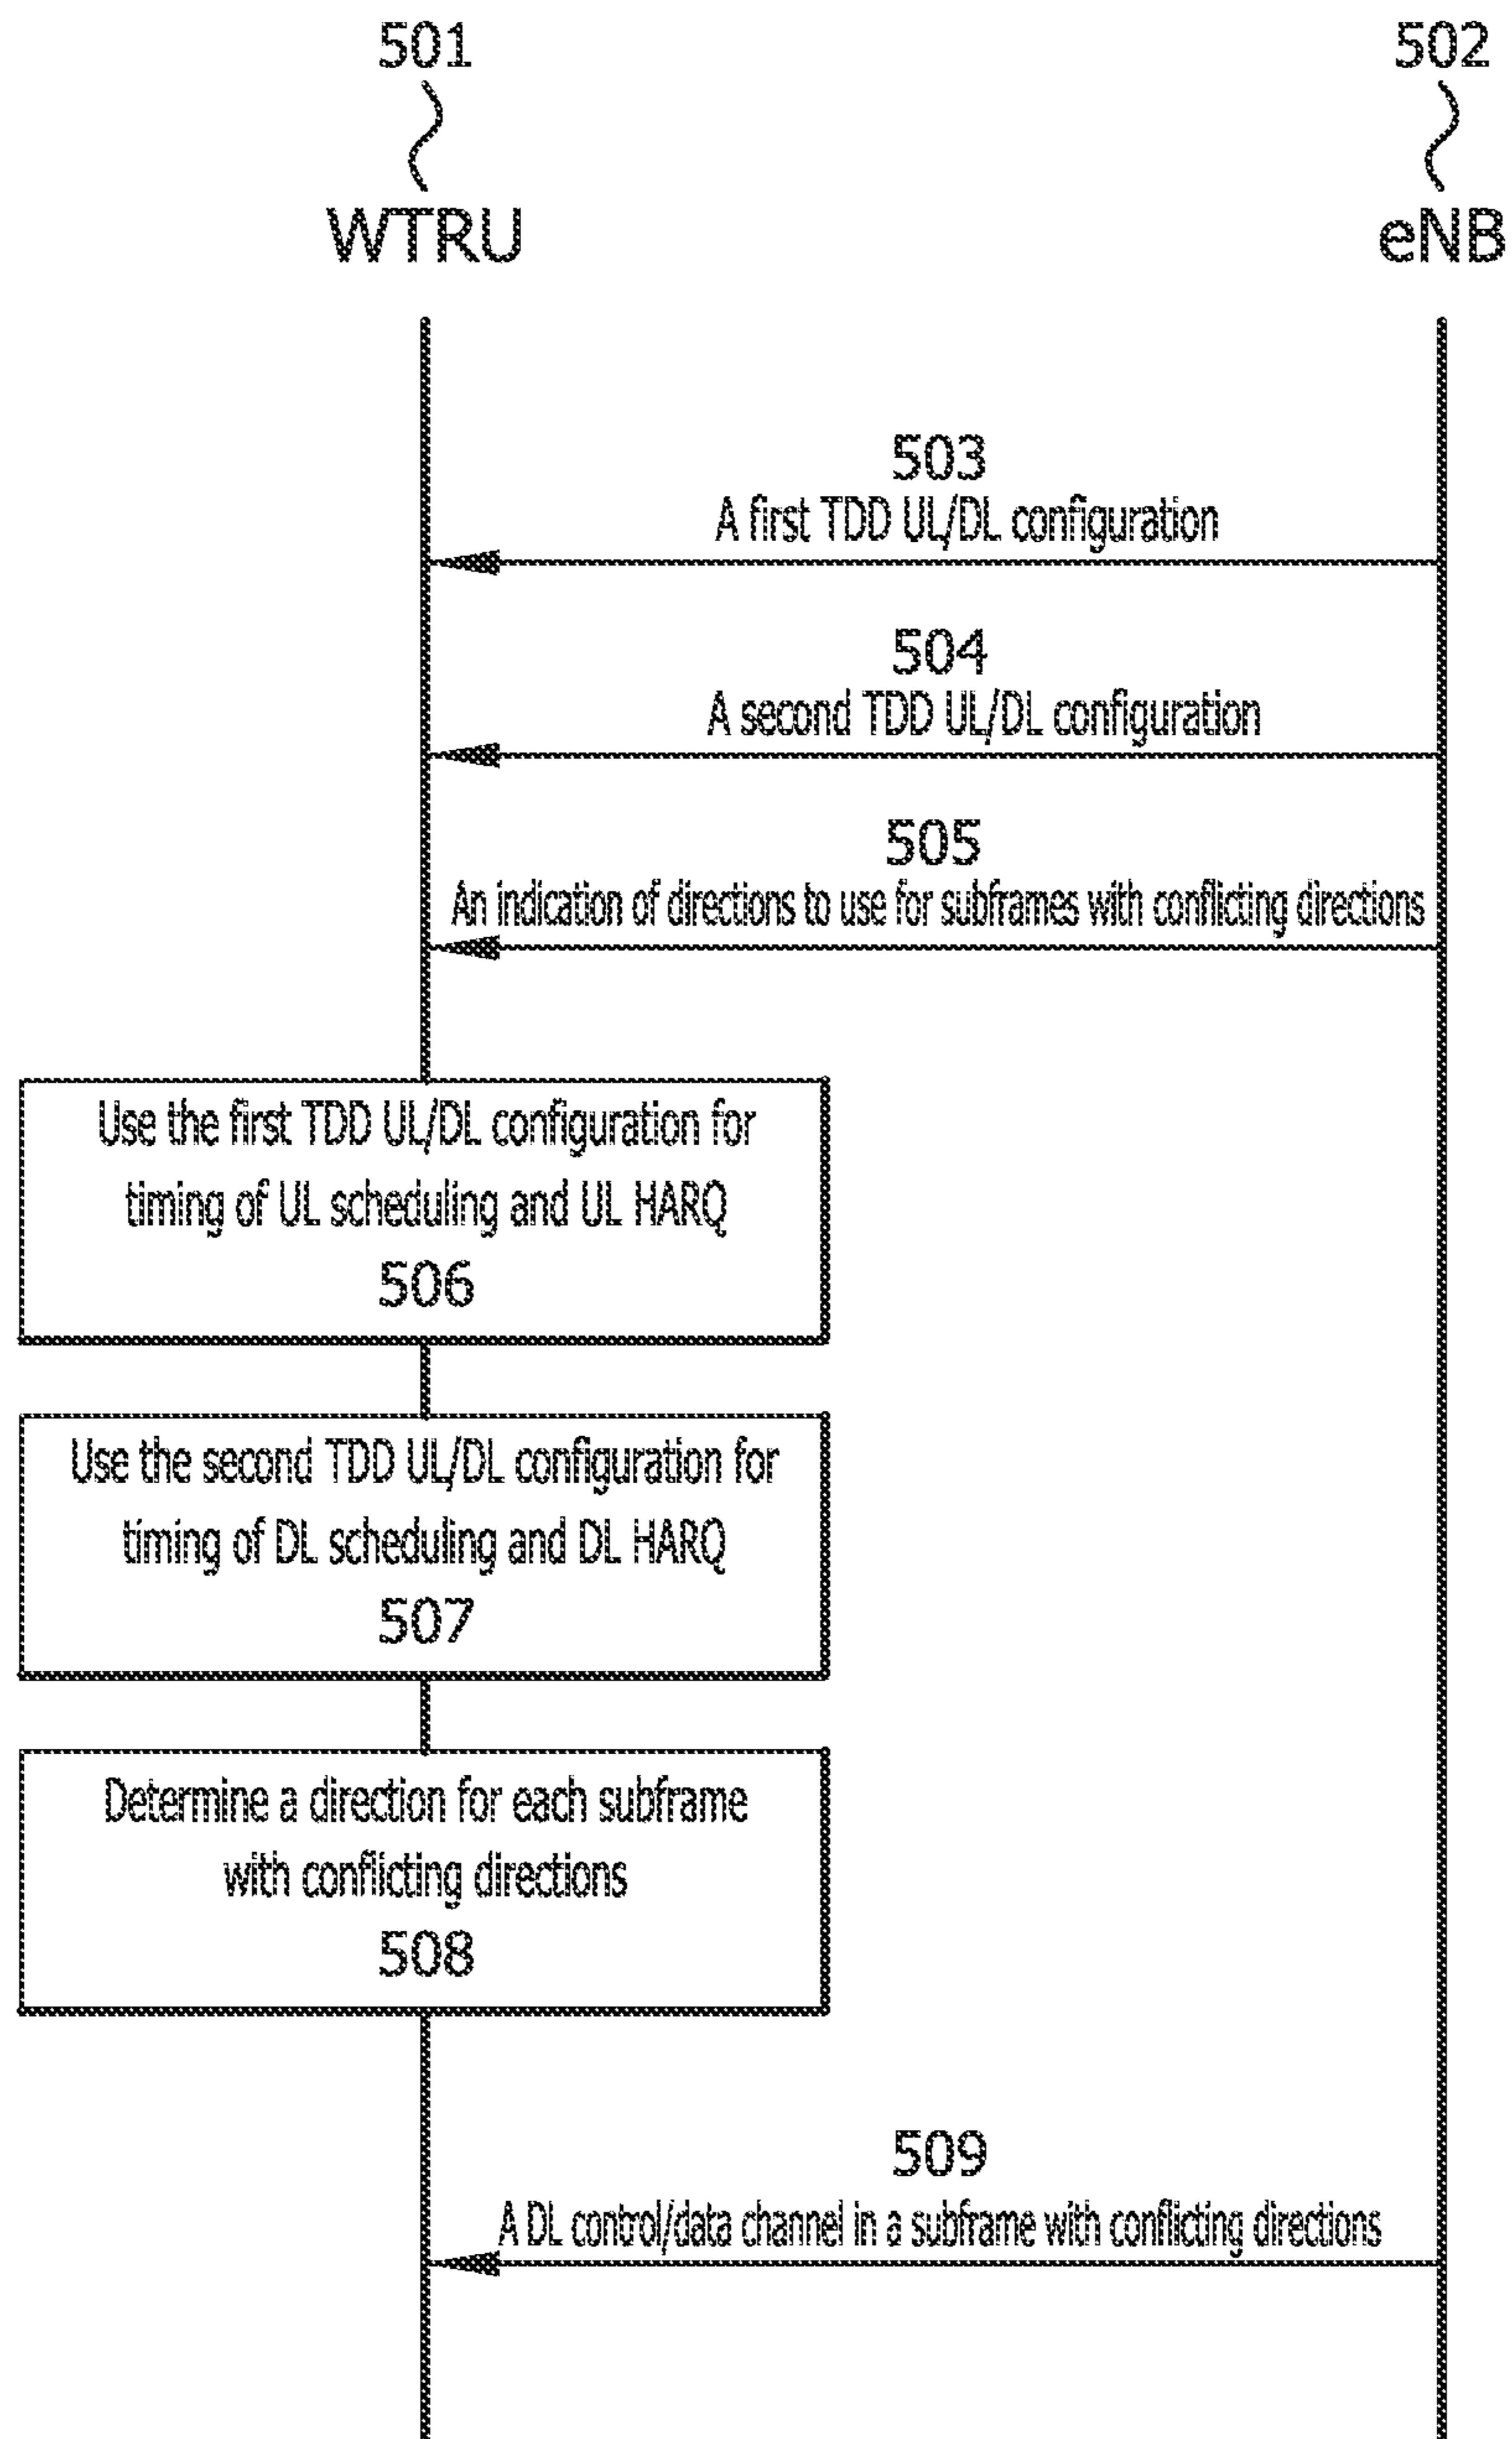 501
502
WTRU
eNB
503
A first TDD UL/DL configuration
504
A second TDD UL/DL configuration
505
An indication of directions to use for subframes with conflicting directions
Use the first TDD UL/DL configuration for
timing of UL scheduling and UL HARQ
506
Use the second TDD UL/DL configuration for
timing of DL scheduling and DL HARQ
507
Determine a direction for each subframe
with conflicting directions
508
509
A DL control/data channel in a subframe with conflicting directions